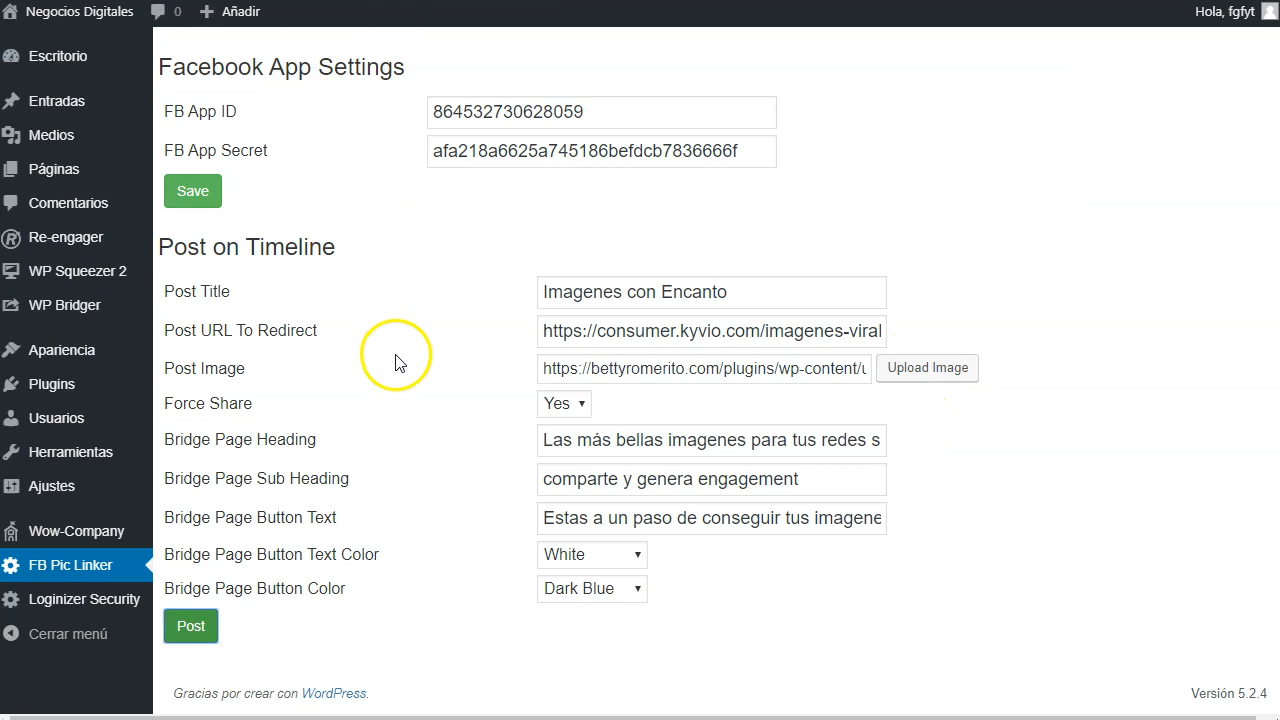 Negocios Digitales 0 Añadir Hola, fgfyt
Escritorio
Entradas
Medios
Páginas
Comentarios
Re-engager
WP Squeezer 2
WP Bridger
Apariencia
Plugins
Usuarios
Herramientas
Ajustes
Wow-Company
FB Pic Linker
Loginizer Security
Cerrar menú
Facebook App Settings
FB App ID 864532730628059
FB App Secret afa218a6625a745186befdcb7836666f
Save
Post on Timeline
Post Title Imagenes con Encanto
Post URL To Redirect https://consumer.kyvio.com/imagenes-viral
Post Image https://bettyromerito.com/plugins/wp-content/u Upload Image
Force Share Yes
Bridge Page Heading Las más bellas imagenes para tus redes s
Bridge Page Sub Heading comparte y genera engagement
Bridge Page Button Text Estas a un paso de conseguir tus imagene
Bridge Page Button Text Color White
Bridge Page Button Color Dark Blue
Post
Gracias por crear con WordPress. Versión 5.2.4